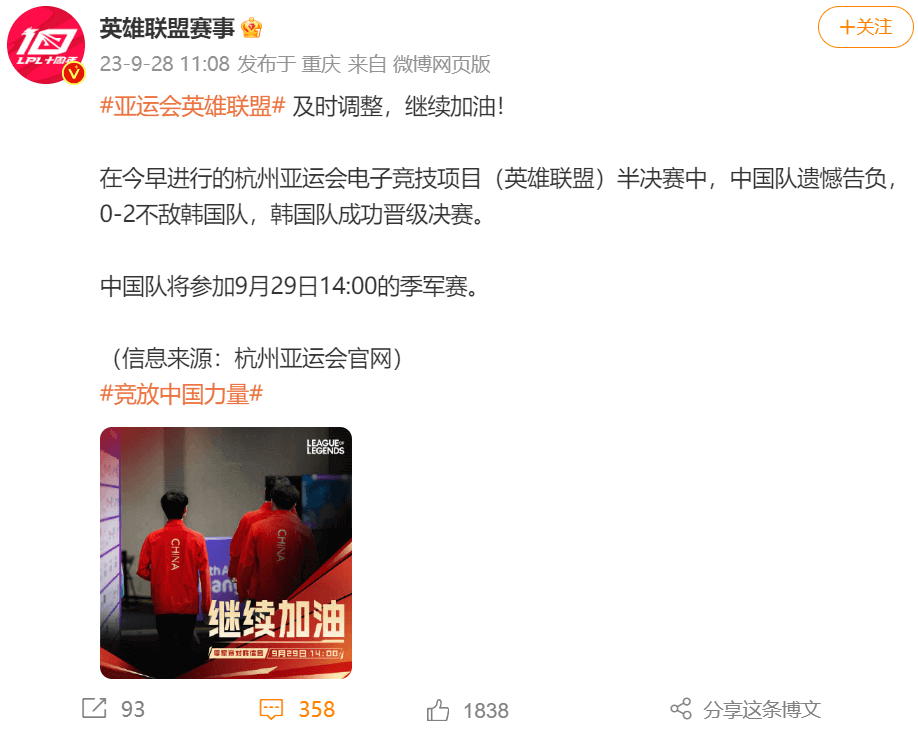 LPL十周年
英雄联盟赛事
+关注
23-9-28 11:08 发布于 重庆 来自 微博网页版
#亚运会英雄联盟# 及时调整，继续加油！
在今早进行的杭州亚运会电子竞技项目（英雄联盟）半决赛中，中国队遗憾告负，
0-2不敌韩国队，韩国队成功晋级决赛。
中国队将参加9月29日14:00的季军赛。
（信息来源：杭州亚运会官网）
#竞放中国力量#
LEAGUE OF
LEGENDS
CHINA
CHINA
继续加油
9月29日 14:00
93
358
1838
分享这条博文